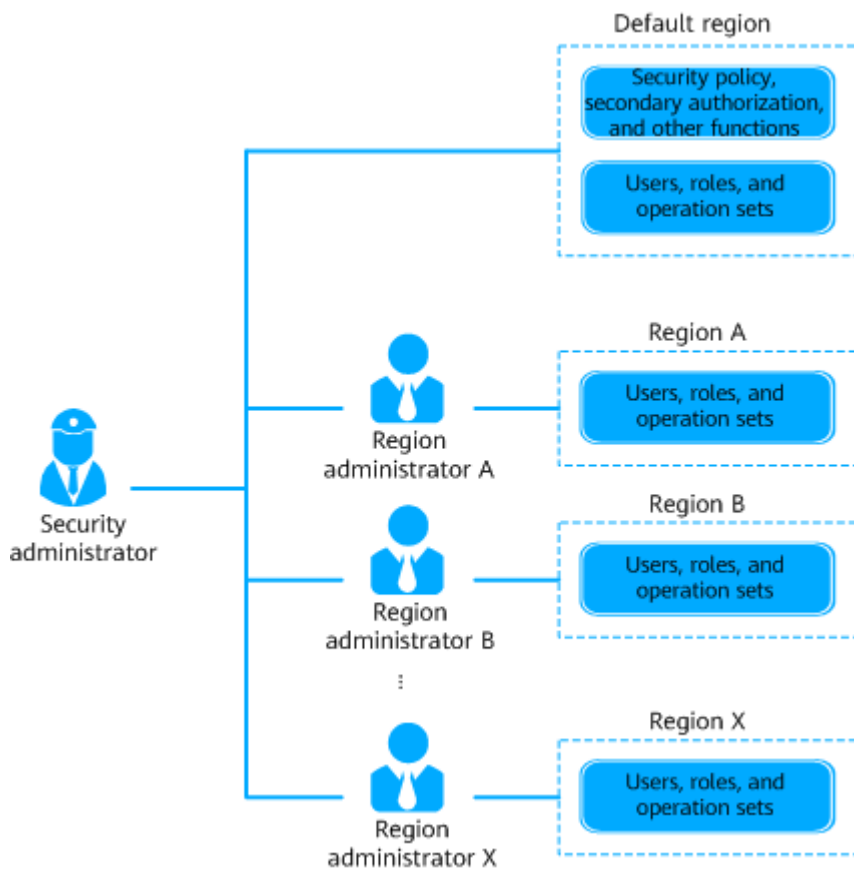 Default region
Security policy,
secondary authorization,
and other functions
Users, roles, and
operation sets
Region A
Users, roles, and
operation sets
Region
administrator A
Security
administrator
Region B
Users, roles, and
operation sets
Region
administrator B
...
Region X
Users, roles, and
operation sets
Region
administrator X